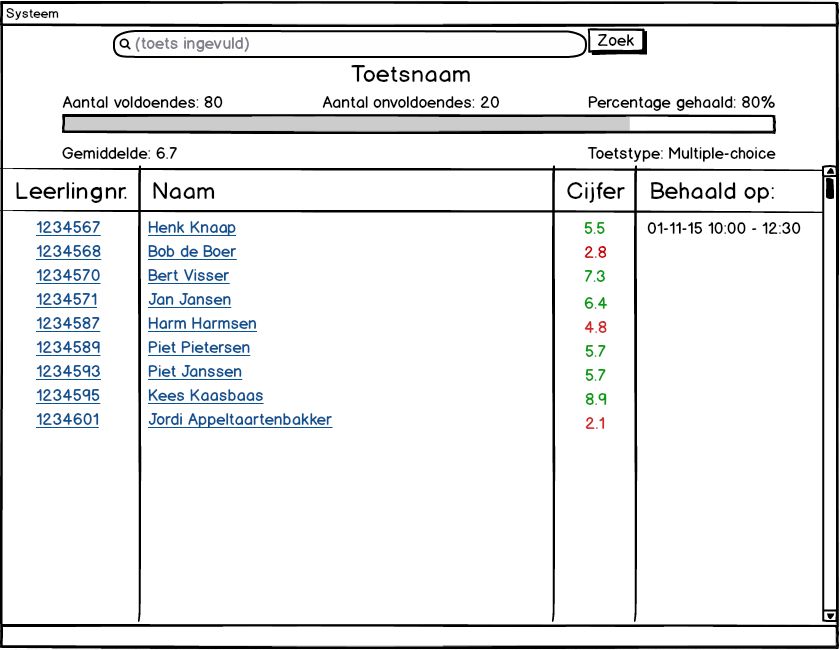 Systeem
(toets ingevuld) Zoek
Toetsnaam
Aantal voldoendes: 80 Aantal onvoldoendes: 20 Percentage gehaald: 80%
Gemiddelde: 6.7 Toetstype: Multiple-choice
Leerlingnr. Naam Cijfer Behaald op:
1234567 Henk Knaap 5.5 01-11-15 10:00 - 12:30
1234568 Bob de Boer 2.8
1234570 Bert Visser 7.3
1234571 Jan Jansen 6.4
1234587 Harm Harmsen 4.8
1234589 Piet Pietersen 5.7
1234593 Piet Janssen 5.7
1234595 Kees Kaasbaas 8.9
1234601 Jordi Appeltaartenbakker 2.1